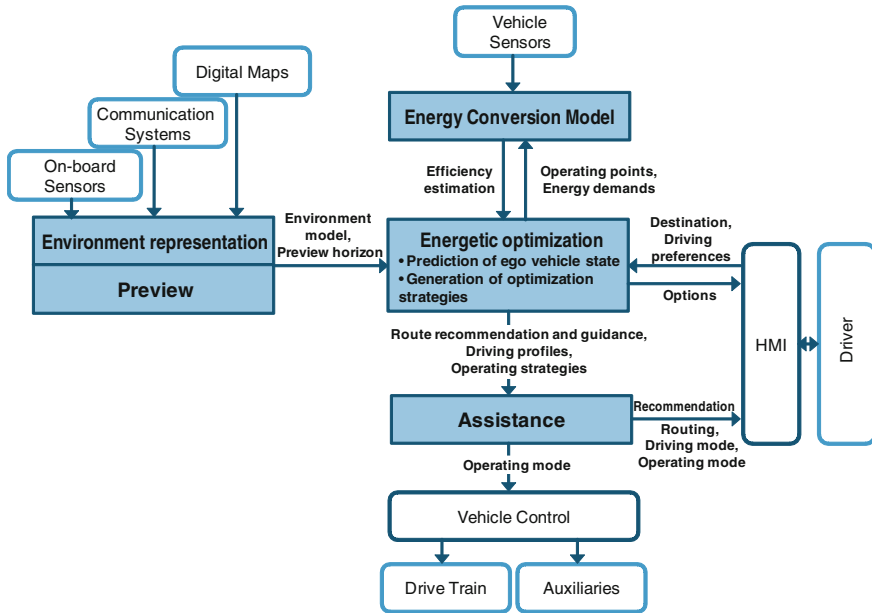 Vehicle
Sensors
Digital Maps
Communication
Systems
On-board
Sensors
Energy Conversion Model
Efficiency
estimation
Operating points,
Energy demands
Environment representation
Preview
Environment
model,
Preview horizon
Energetic optimization
• Prediction of ego vehicle state
• Generation of optimization
strategies
Destination,
Driving
preferences
Options
HMI
Driver
Route recommendation and guidance,
Driving profiles,
Operating strategies
Assistance
Recommendation
Routing,
Driving mode,
Operating mode
Operating mode
Vehicle Control
Drive Train
Auxiliaries